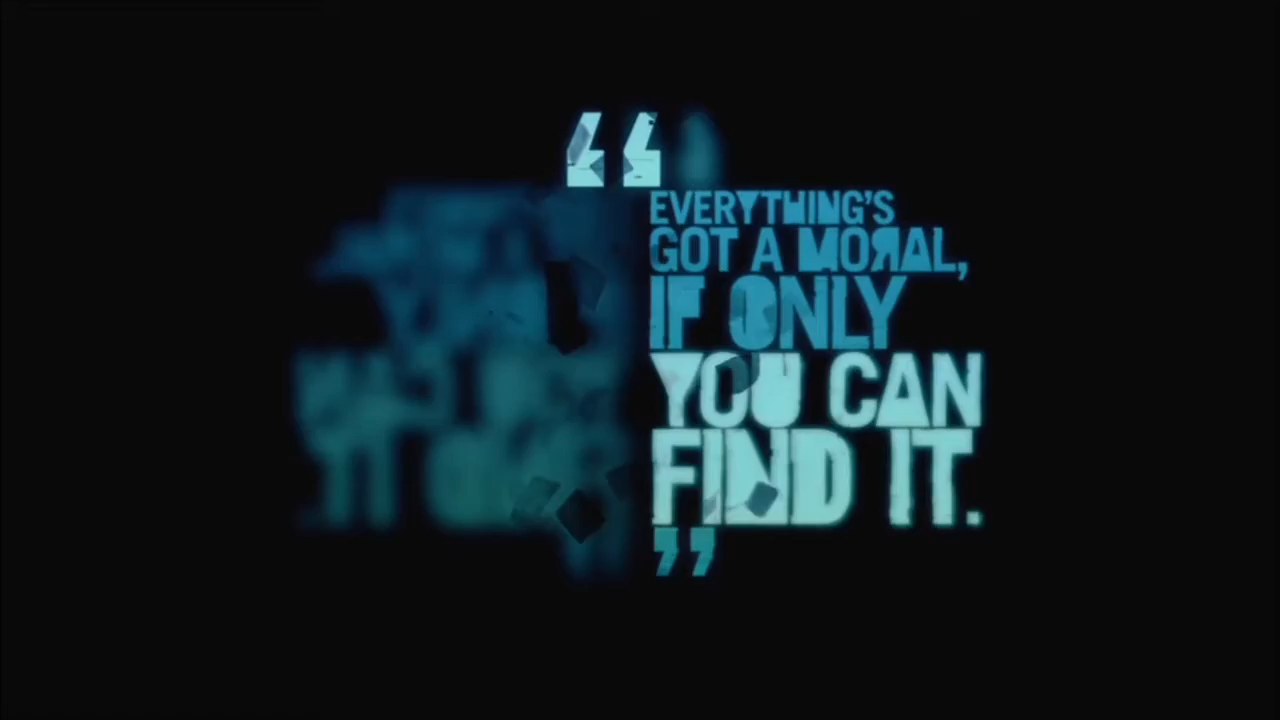 “
EVERYTHING'S
GOT A MORAL,
IF ONLY
YOU CAN
FIND IT.
”